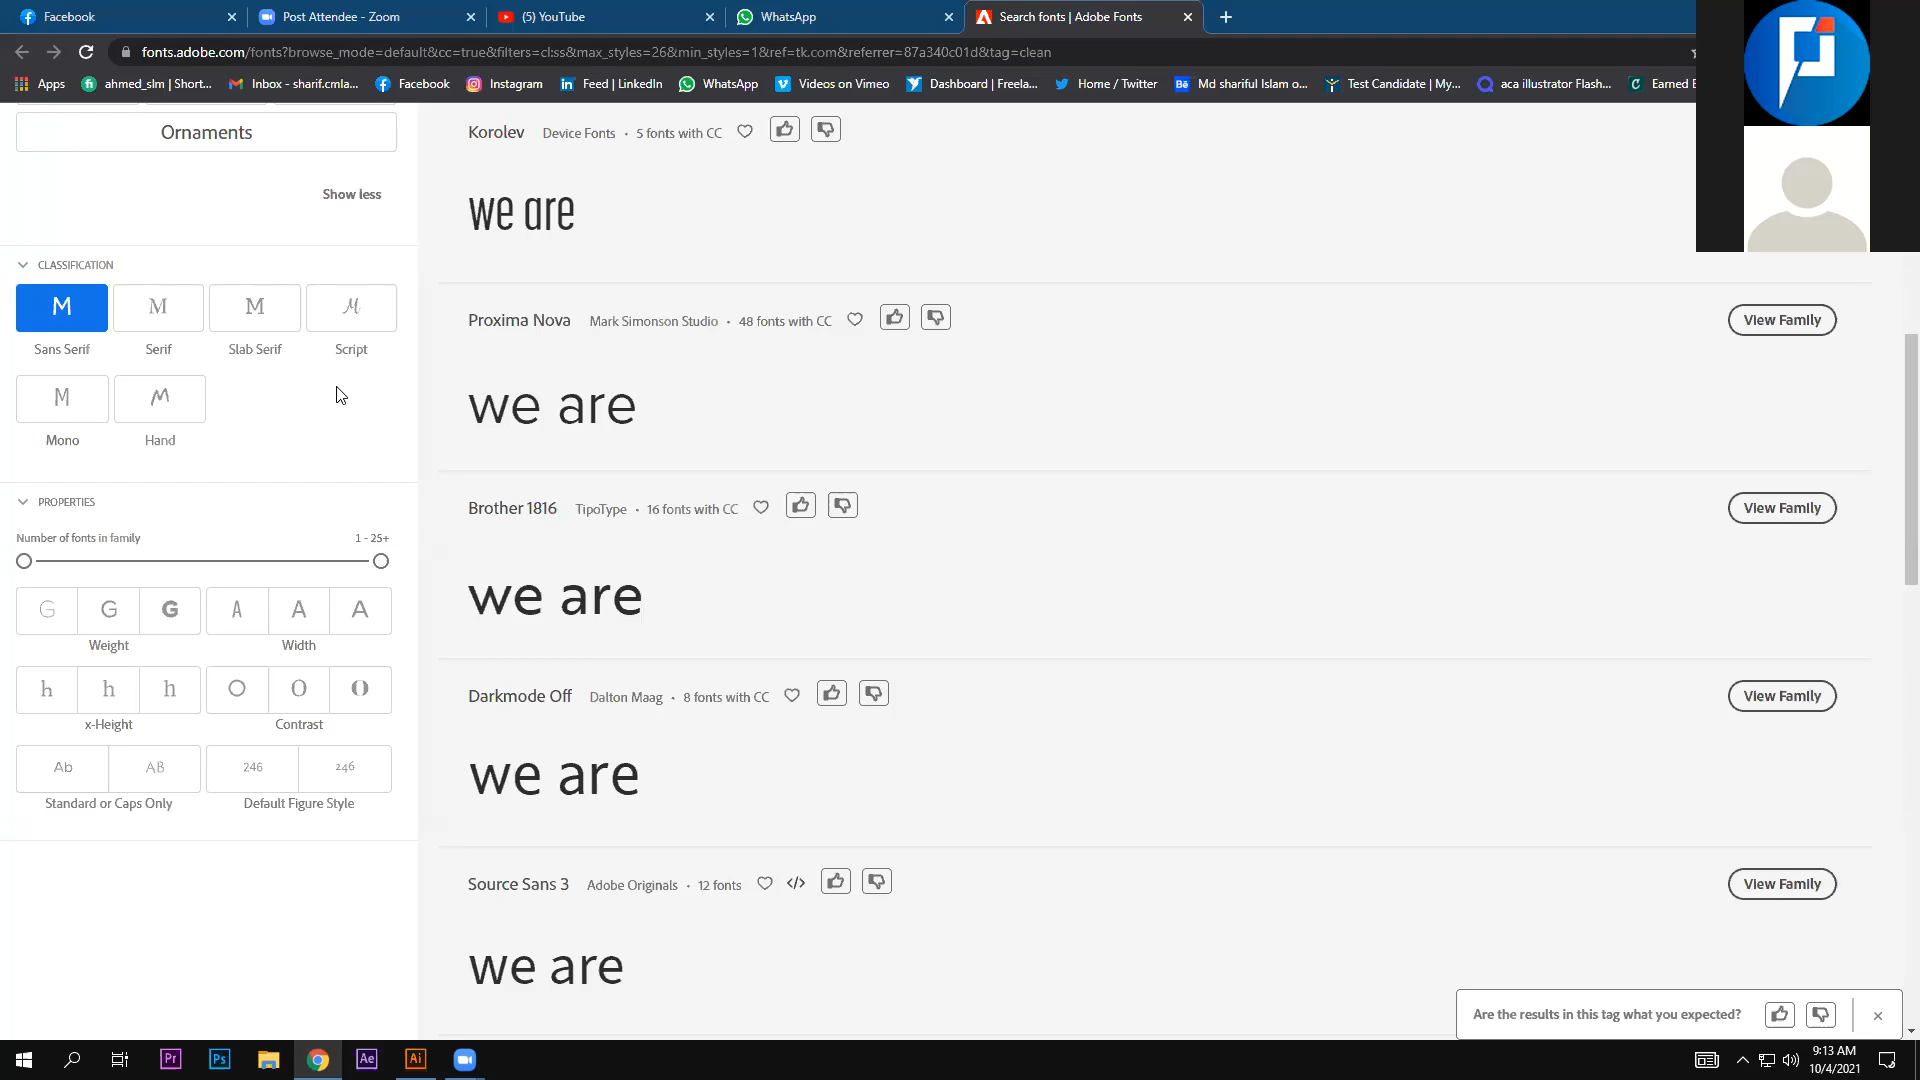 Facebook
Post Attendee - Zoom
(5) YouTube
WhatsApp
Search fonts | Adobe Fonts
fonts.adobe.com/fonts?browse_mode=default&cc=true&filters=cl:ss&max_styles=26&min_styles=1&ref=tk.com&referrer=87a340c01d&tag=clean
Apps
ahmed_slm | Short...
Inbox - sharif.cmla...
Facebook
Instagram
Feed | LinkedIn
WhatsApp
Videos on Vimeo
Dashboard | Freela...
Home / Twitter
Md shariful Islam o...
Test Candidate | My...
aca illustrator Flash...
Earned B
Ornaments
Show less
CLASSIFICATION
M M M M
Sans Serif Serif Slab Serif Script
M M
Mono Hand
PROPERTIES
Number of fonts in family 1 - 25+
G G G A A A
Weight Width
h h h O O O
x-Height Contrast
Ab AB 246 246
Standard or Caps Only Default Figure Style
Korolev Device Fonts • 5 fonts with CC
we are
Proxima Nova Mark Simonson Studio • 48 fonts with CC View Family
we are
Brother 1816 TipoType • 16 fonts with CC View Family
we are
Darkmode Off Dalton Maag • 8 fonts with CC View Family
we are
Source Sans 3 Adobe Originals • 12 fonts </> View Family
we are
Are the results in this tag what you expected?
Pr Ps Ae Ai
9:13 AM
10/4/2021